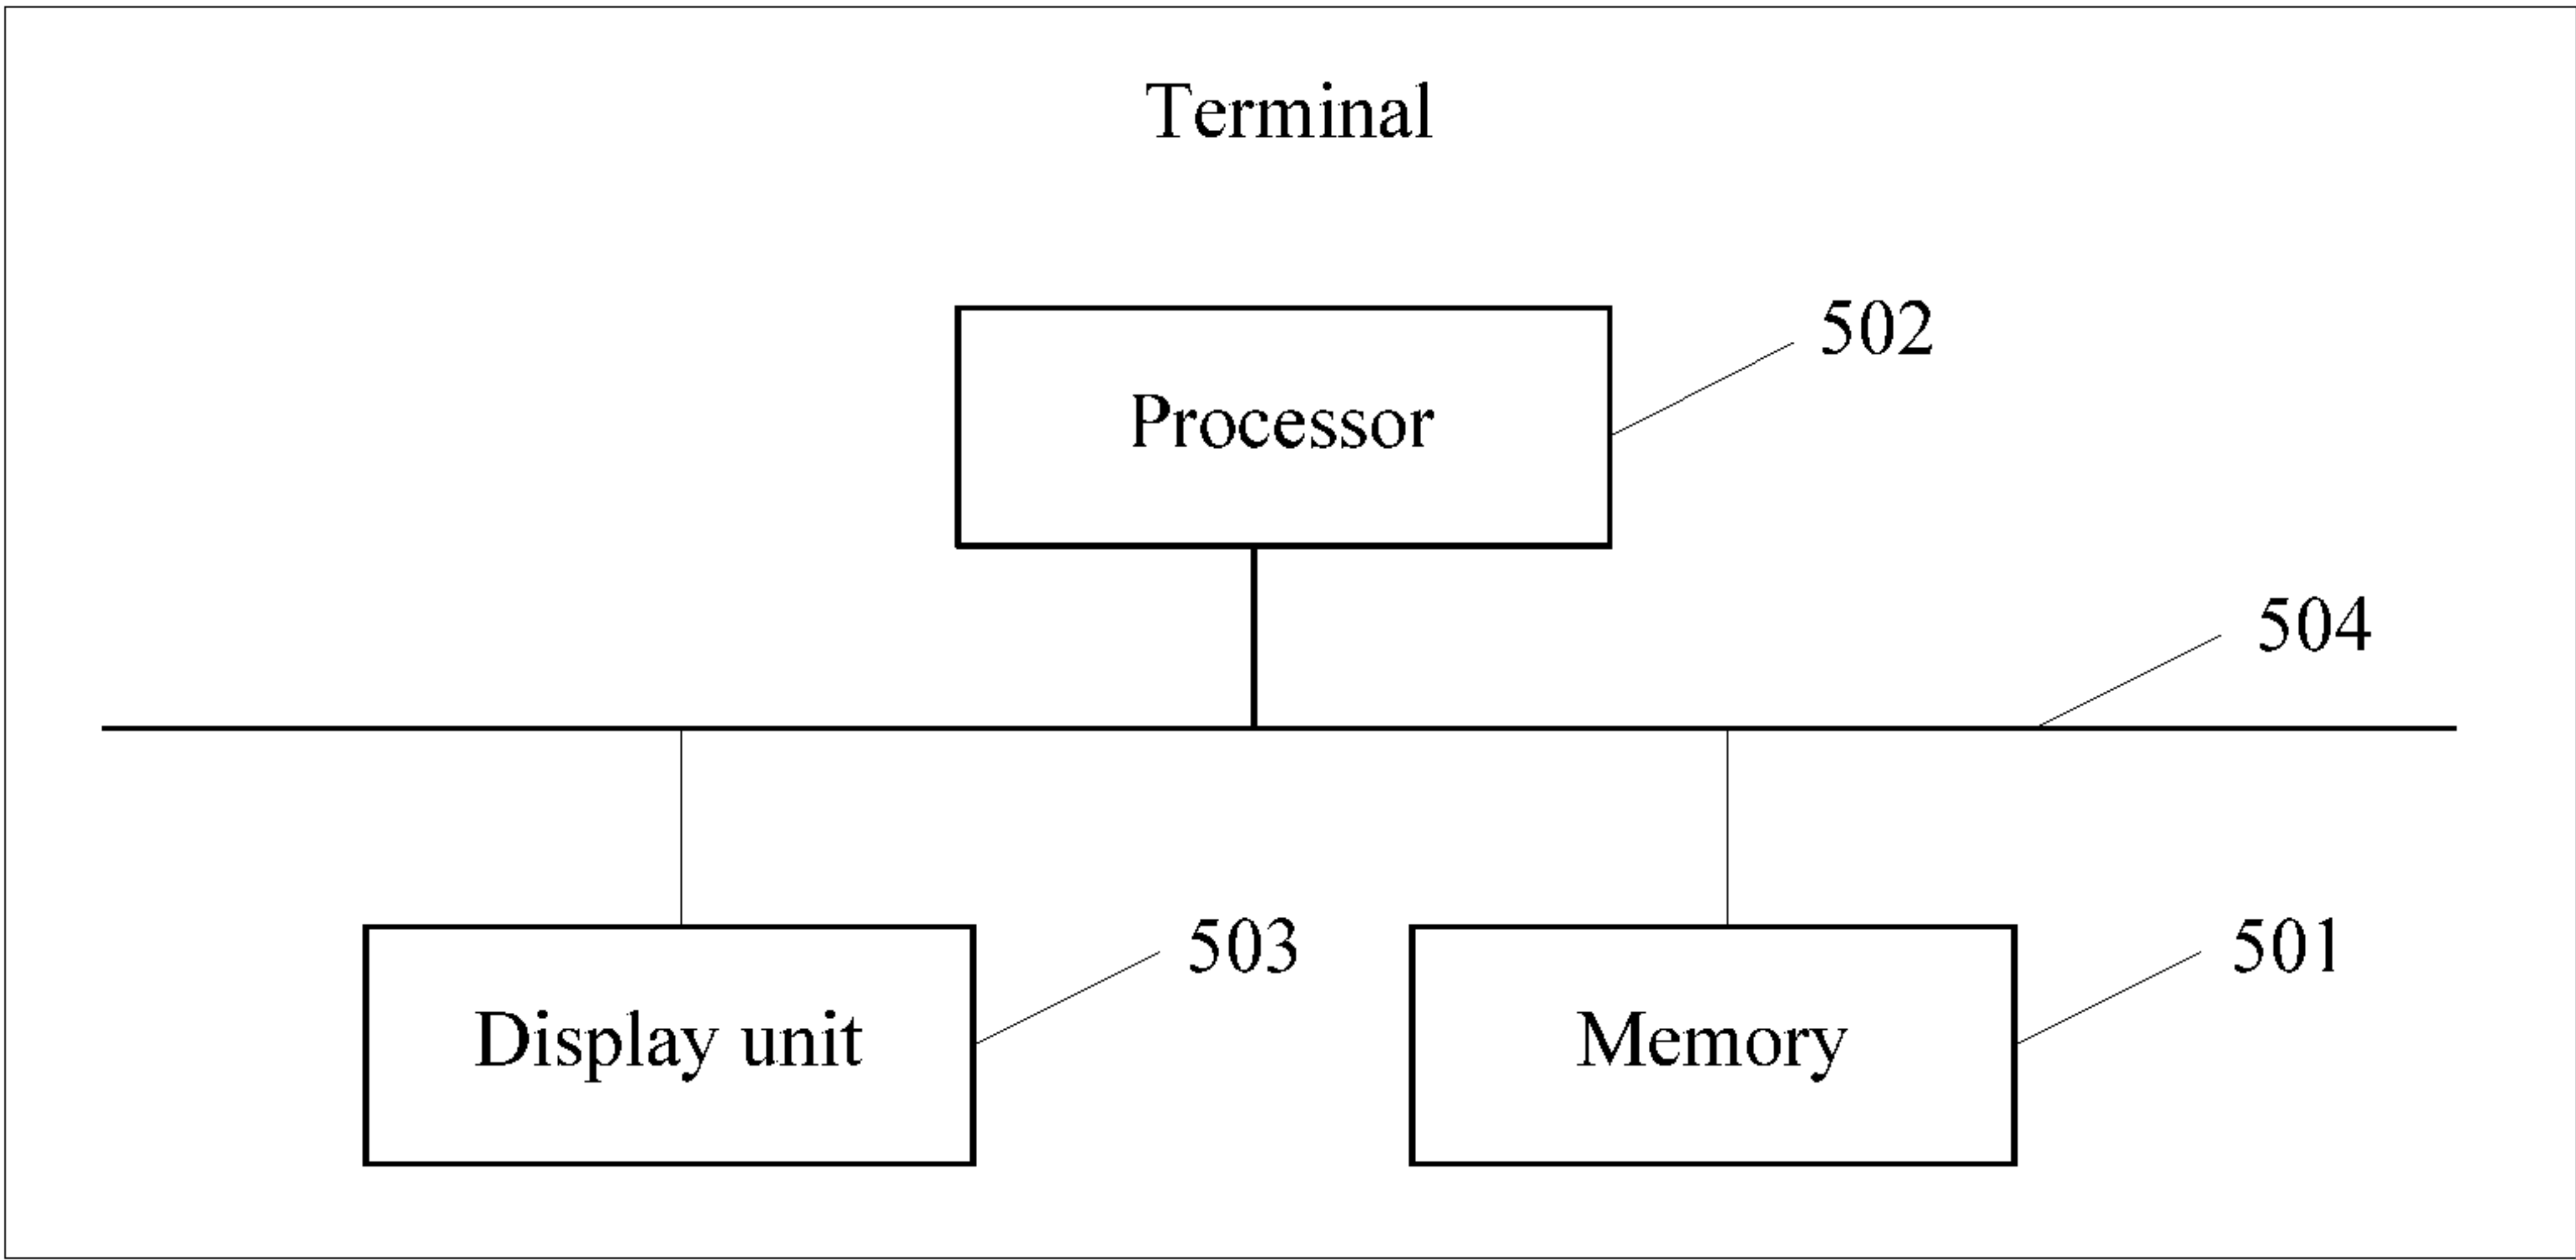 Terminal
502
Processor
504
503
501
Display unit
Memory